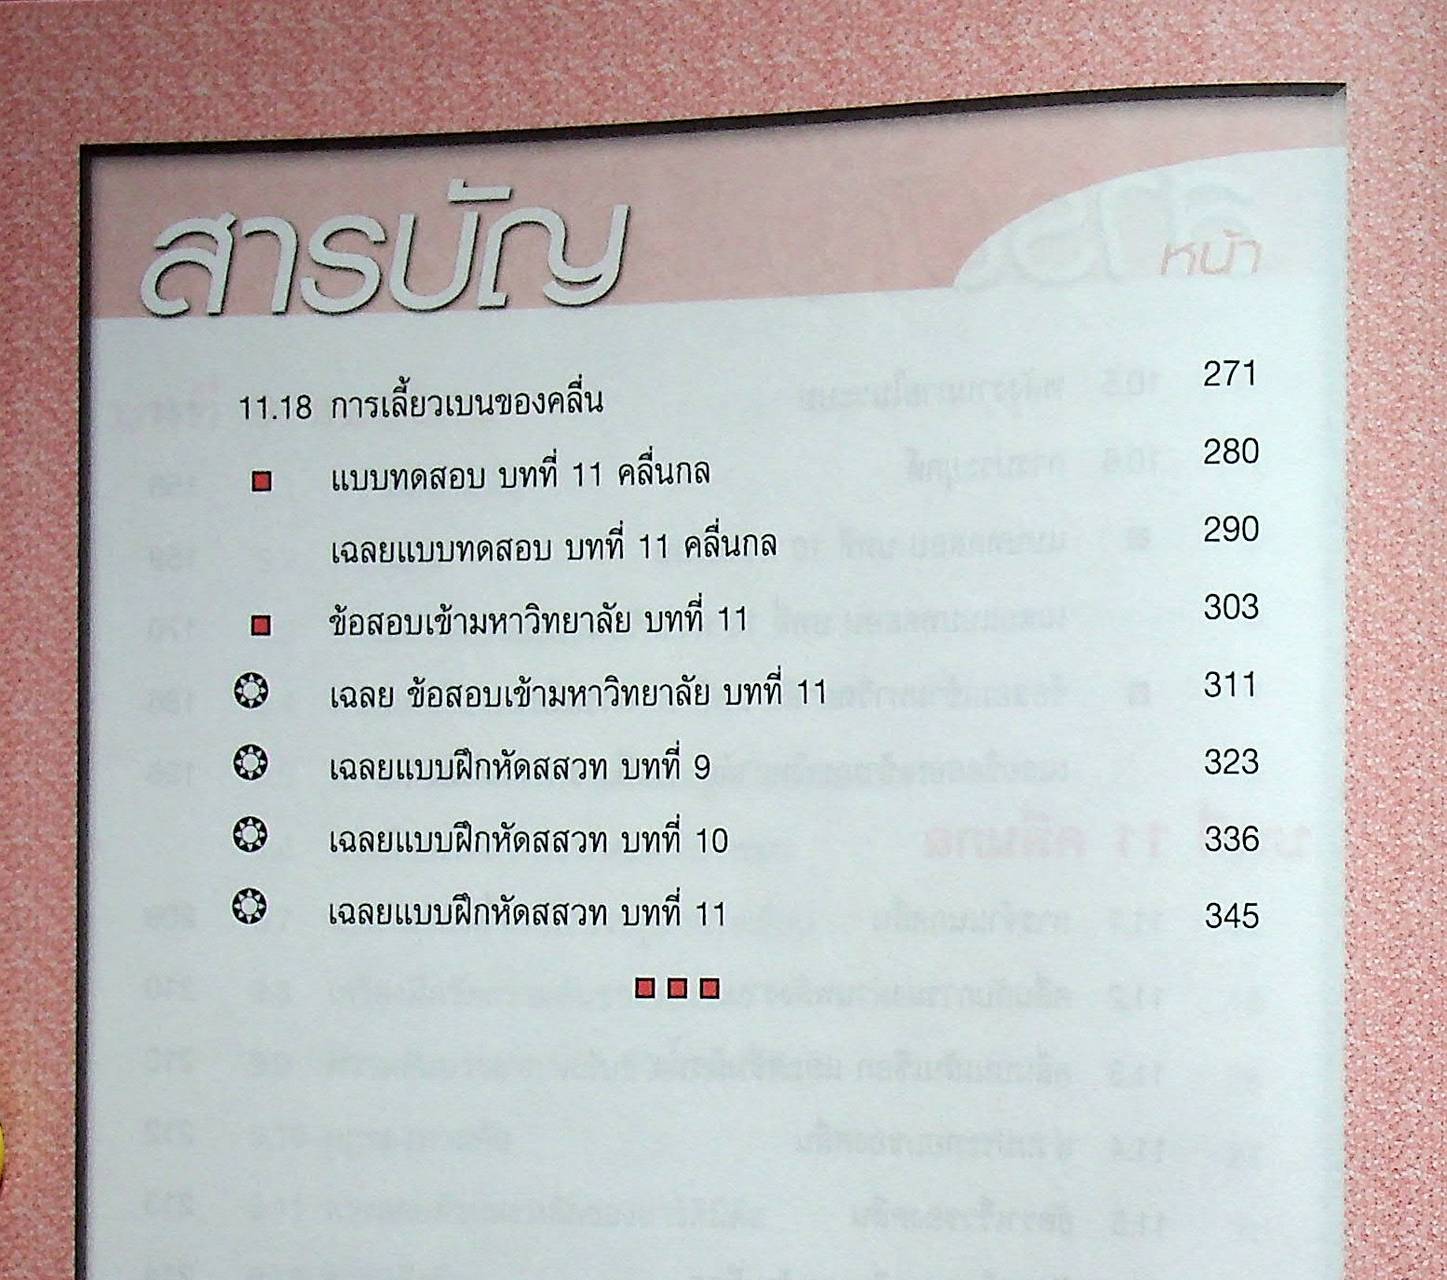 สารบัญ
หน้า
11.18 การเลี้ยวเบนของคลื่น 271
แบบทดสอบ บทที่ 11 คลื่นกล 280
เฉลยแบบทดสอบ บทที่ 11 คลื่นกล 290
ข้อสอบเข้ามหาวิทยาลัย บทที่ 11 303
เฉลย ข้อสอบเข้ามหาวิทยาลัย บทที่ 11 311
เฉลยแบบฝึกหัดสสวท บทที่ 9 323
เฉลยแบบฝึกหัดสสวท บทที่ 10 336
เฉลยแบบฝึกหัดสสวท บทที่ 11 345